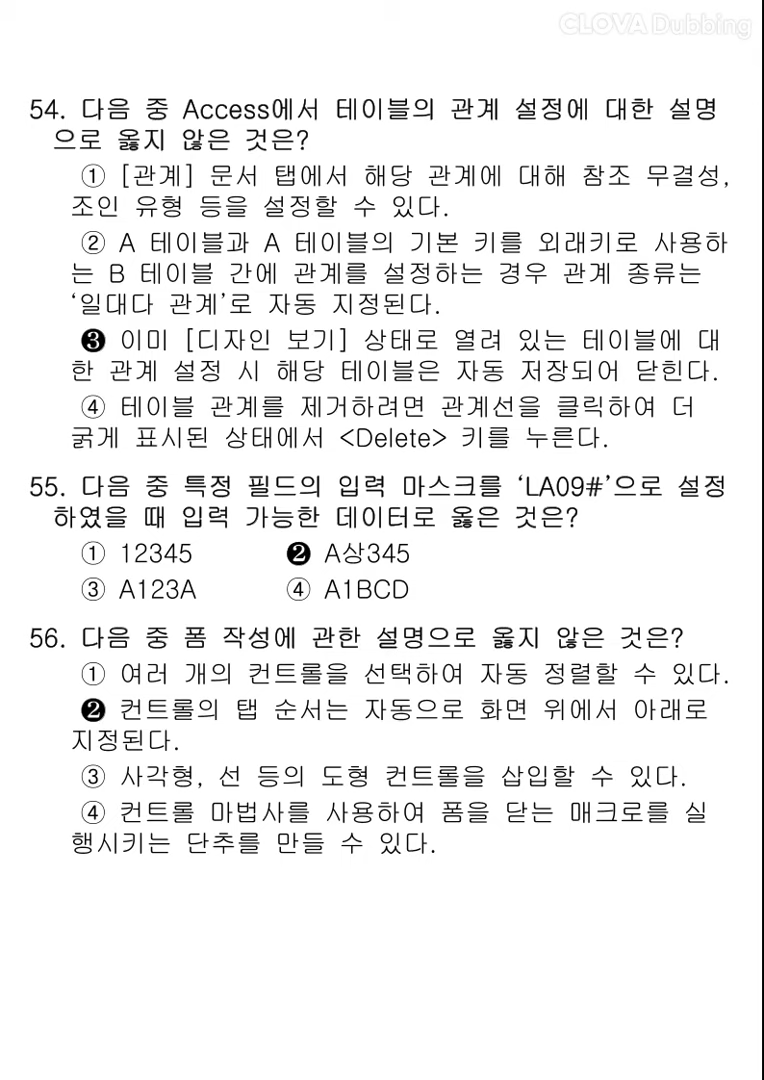 CLOVA Dubbing
54. 다음 중 Access에서 테이블의 관계 설정에 대한 설명
으로 옳지 않은 것은?
① [관계] 문서 탭에서 해당 관계에 대해 참조 무결성,
조인 유형 등을 설정할 수 있다.
② A 테이블과 A 테이블의 기본 키를 외래키로 사용하
는 B 테이블 간에 관계를 설정하는 경우 관계 종류는
‘일대다 관계’로 자동 지정된다.
❸ 이미 [디자인 보기] 상태로 열려 있는 테이블에 대
한 관계 설정 시 해당 테이블은 자동 저장되어 닫힌다.
④ 테이블 관계를 제거하려면 관계선을 클릭하여 더
굵게 표시된 상태에서 <Delete> 키를 누른다.
55. 다음 중 특정 필드의 입력 마스크를 ‘LA09#’으로 설정
하였을 때 입력 가능한 데이터로 옳은 것은?
① 12345 ❷ A상345
③ A123A ④ A1BCD
56. 다음 중 폼 작성에 관한 설명으로 옳지 않은 것은?
① 여러 개의 컨트롤을 선택하여 자동 정렬할 수 있다.
❷ 컨트롤의 탭 순서는 자동으로 화면 위에서 아래로
지정된다.
③ 사각형, 선 등의 도형 컨트롤을 삽입할 수 있다.
④ 컨트롤 마법사를 사용하여 폼을 닫는 매크로를 실
행시키는 단추를 만들 수 있다.